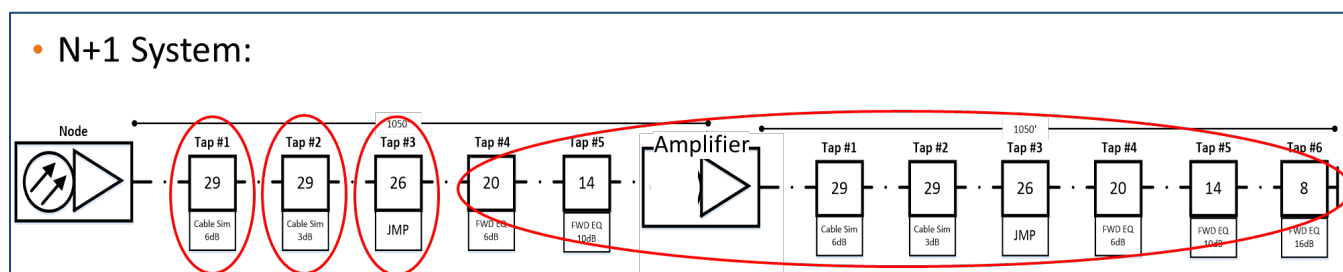 • N+1 System:
1050'
1050'
Node
Tap #1
Tap #2
Tap #3
Tap #4
Tap #5
Amplifier
Tap #1
Tap #2
Tap #3
Tap #4
Tap #5
Tap #6
29
29
26
20
14
29
29
26
20
14
8
Cable Sim
6dB
Cable Sim
3dB
JMP
FWD EQ
6dB
FWD EQ
10dB
Cable Sim
6dB
Cable Sim
3dB
JMP
FWD EQ
6dB
FWD EQ
10dB
FWD EQ
16dB